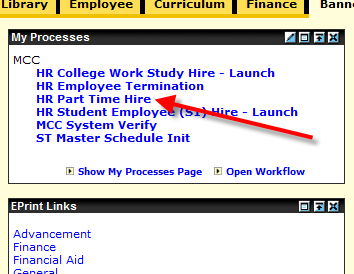 Library Employee Curriculum Finance Bann
My Processes
MCC
HR College Work Study Hire - Launch
HR Employee Termination
HR Part Time Hire
HR Student Employee (S1) Hire - Launch
MCC System Verify
ST Master Schedule Init
Show My Processes Page Open Workflow
EPrint Links
Advancement
Finance
Financial Aid
General